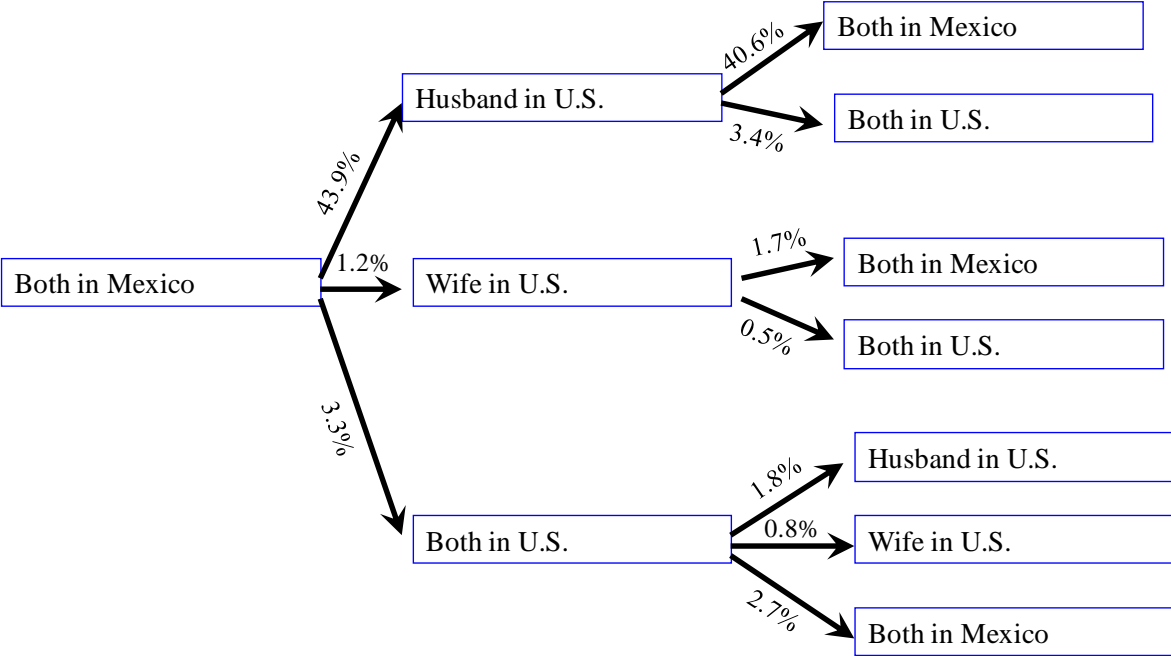 Both in Mexico
43.9%
1.2%
3.3%
Husband in U.S.
40.6%
3.4%
Both in Mexico
Both in U.S.
Wife in U.S.
1.7%
0.5%
Both in Mexico
Both in U.S.
Both in U.S.
1.8%
0.8%
2.7%
Husband in U.S.
Wife in U.S.
Both in Mexico